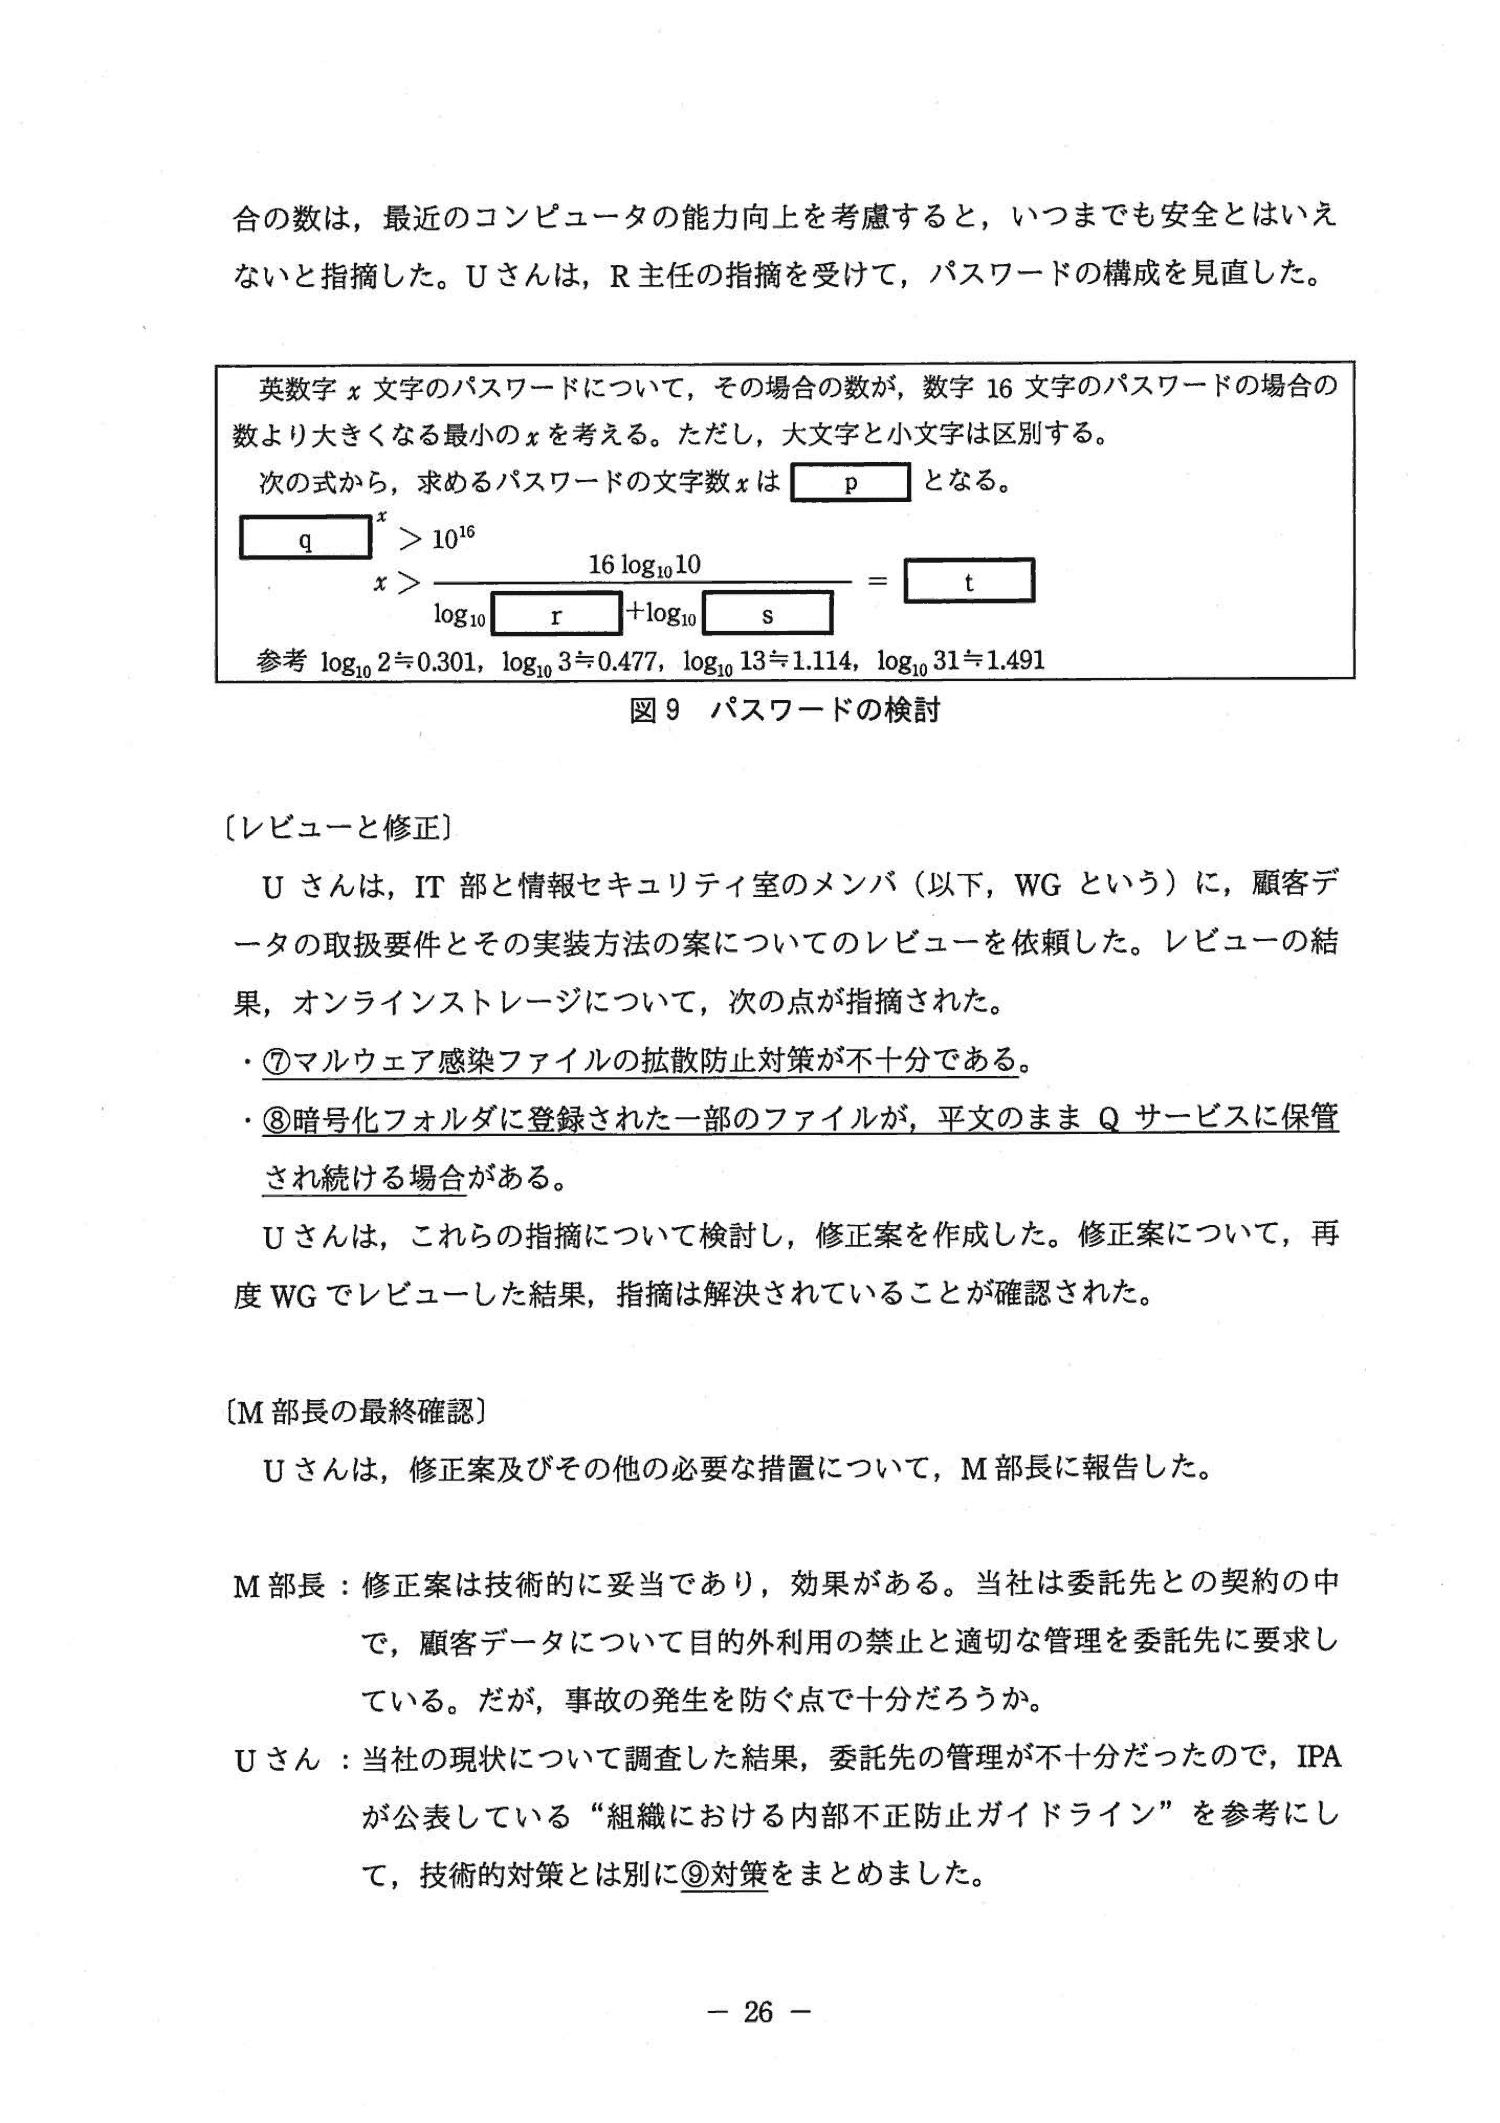 合の数は，最近のコンピュータの能力向上を考慮すると，いつまでも安全とはいえ
ないと指摘した。Uさんは，R主任の指摘を受けて，パスワードの構成を見直した。
英数字 x 文字のパスワードについて，その場合の数が，数字 16 文字のパスワードの場合の
数より大きくなる最小の x を考える。ただし，大文字と小文字は区別する。
次の式から，求めるパスワードの文字数 x は [ p ] となる。
[ q ]^x ＞ 10^16
x ＞ 16 log₁₀10 / (log₁₀[ r ]＋log₁₀[ s ]) ＝ [ t ]
参考 log₁₀ 2≒0.301，log₁₀ 3≒0.477，log₁₀ 13≒1.114，log₁₀ 31≒1.491
図9　パスワードの検討
〔レビューと修正〕
U さんは，IT 部と情報セキュリティ室のメンバ（以下，WG という）に，顧客デ
ータの取扱要件とその実装方法の案についてのレビューを依頼した。レビューの結
果，オンラインストレージについて，次の点が指摘された。
・⑦マルウェア感染ファイルの拡散防止対策が不十分である。
・⑧暗号化フォルダに登録された一部のファイルが，平文のまま Q サービスに保管
され続ける場合がある。
Uさんは，これらの指摘について検討し，修正案を作成した。修正案について，再
度 WG でレビューした結果，指摘は解決されていることが確認された。
〔M 部長の最終確認〕
Uさんは，修正案及びその他の必要な措置について，M 部長に報告した。
M 部長：修正案は技術的に妥当であり，効果がある。当社は委託先との契約の中
で，顧客データについて目的外利用の禁止と適切な管理を委託先に要求し
ている。だが，事故の発生を防ぐ点で十分だろうか。
Uさん：当社の現状について調査した結果，委託先の管理が不十分だったので，IPA
が公表している“組織における内部不正防止ガイドライン”を参考にし
て，技術的対策とは別に⑨対策をまとめました。
－ 26 －